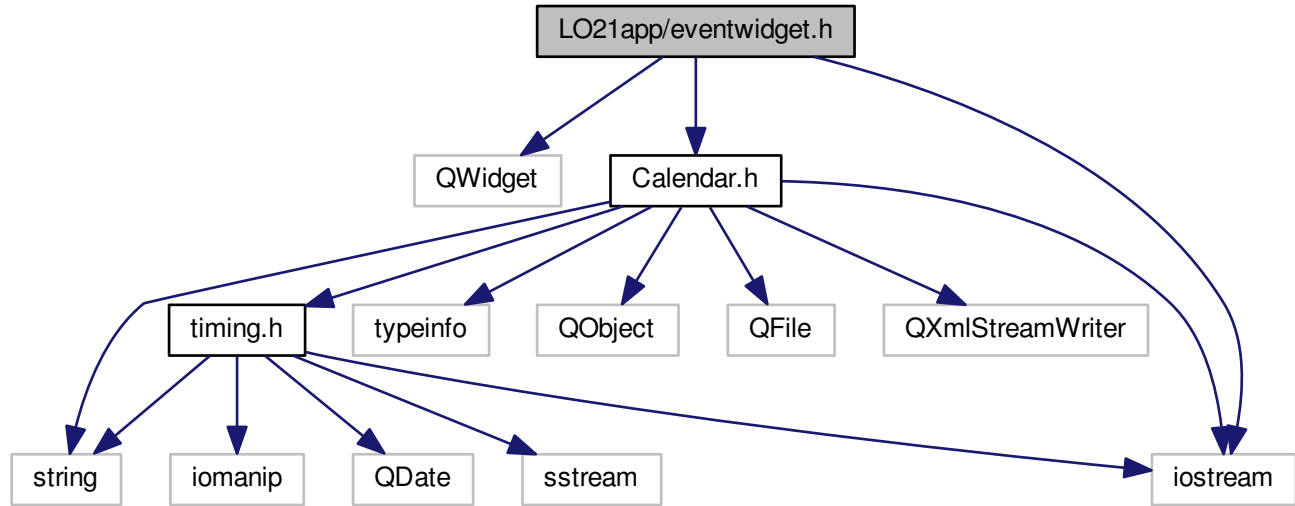 LO21app/eventwidget.h
QWidget
Calendar.h
timing.h
typeinfo
QObject
QFile
QXmlStreamWriter
string
iomanip
QDate
sstream
iostream